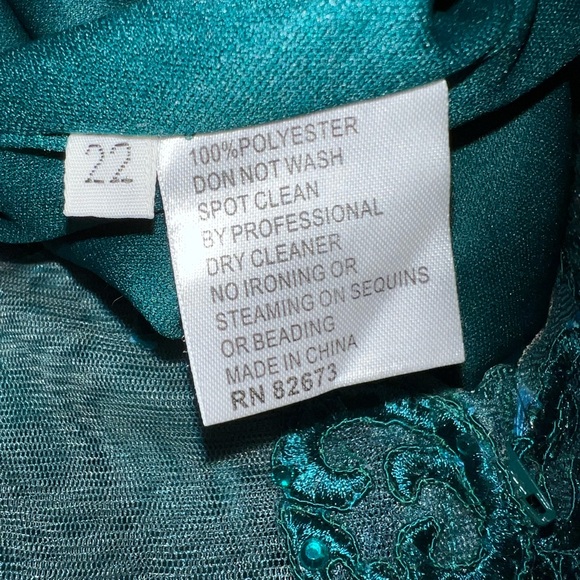 22
100%POLYESTER
DON NOT WASH
SPOT CLEAN
BY PROFESSIONAL
DRY CLEANER
NO IRONING OR
STEAMING ON SEQUINS
OR BEADING
MADE IN CHINA
RN 82673